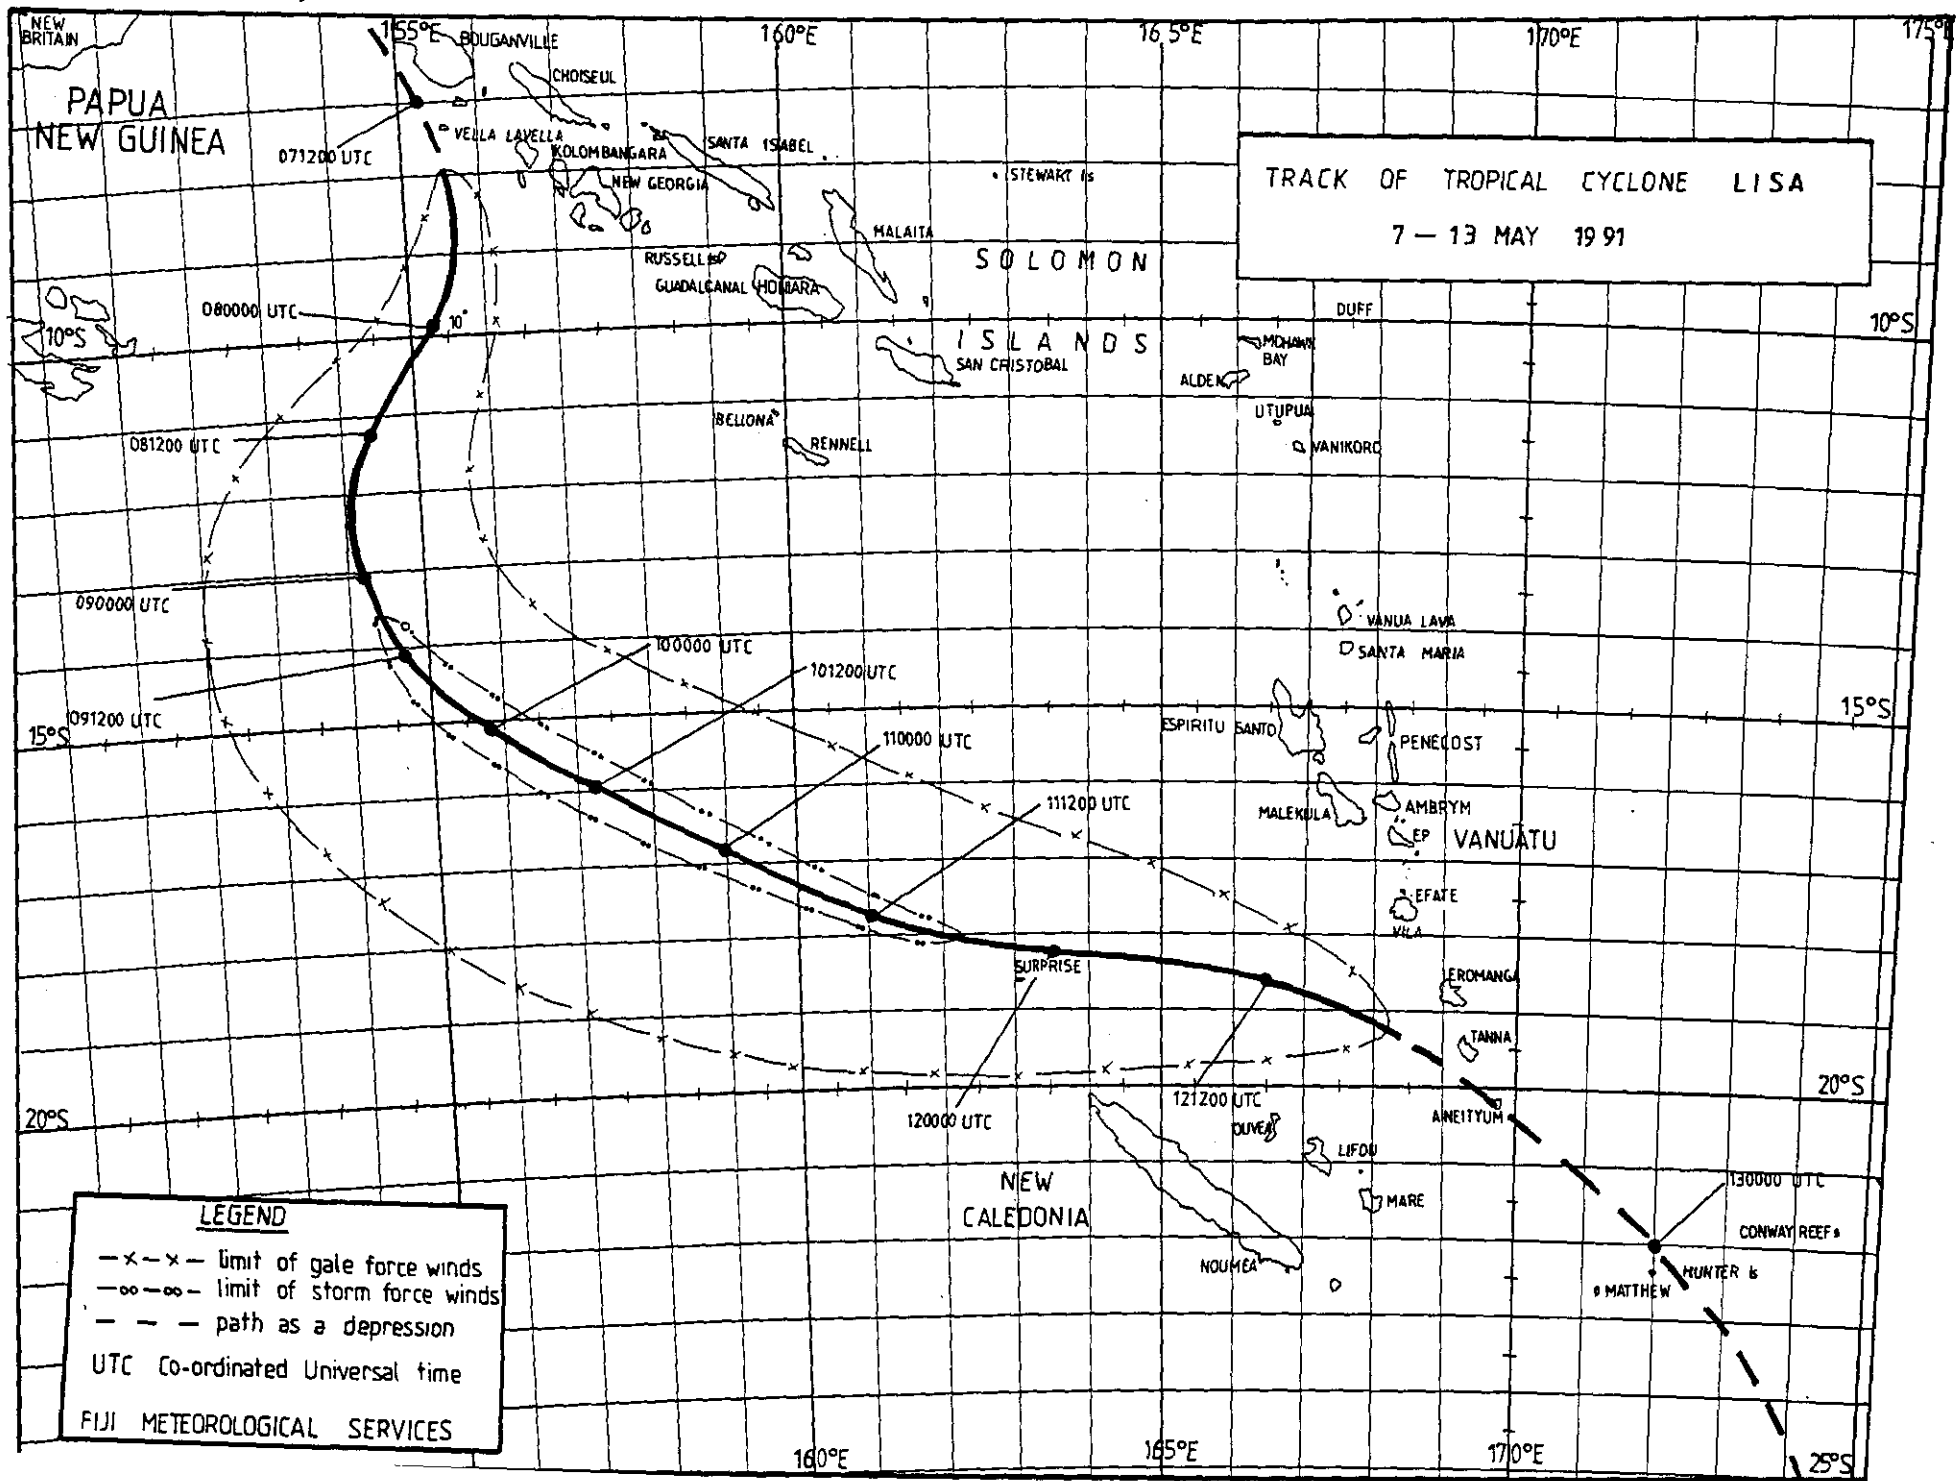 NEW
BRITAIN
155°E
BOUGANVILLE
160°E
165°E
170°E
175°E
CHOISEUL
PAPUA
NEW GUINEA
VELLA LAVELLA
071200 UTC
KOLOMBANGARA
SANTA ISABEL
NEW GEORGIA
STEWART Is
TRACK OF TROPICAL CYCLONE LISA
7 — 13 MAY 1991
MALAITA
RUSSELL Is
SOLOMON
GUADALCANAL
HONIARA
080000 UTC
10°
DUFF
10°S
10°S
ISLANDS
MOHAWK
BAY
SAN CRISTOBAL
ALDEN
BELLONA
UTUPUA
081200 UTC
RENNELL
VANIKORO
090000 UTC
VANUA LAVA
100000 UTC
SANTA MARIA
101200 UTC
091200 UTC
15°S
15°S
ESPIRITU SANTO
110000 UTC
PENECOST
111200 UTC
MALEKULA
AMBRYM
EP
VANUATU
EFATE
VILA
SURPRISE
EROMANGA
TANNA
20°S
20°S
120000 UTC
121200 UTC
ANEITYUM
OUVEA
LIFOU
NEW
CALEDONIA
MARE
130000 UTC
CONWAY REEF
NOUMEA
HUNTER Is
MATTHEW
LEGEND
—x—x— limit of gale force winds
—oo—oo— limit of storm force winds
— — — path as a depression
UTC Co-ordinated Universal time
FIJI METEOROLOGICAL SERVICES
160°E
165°E
170°E
25°S